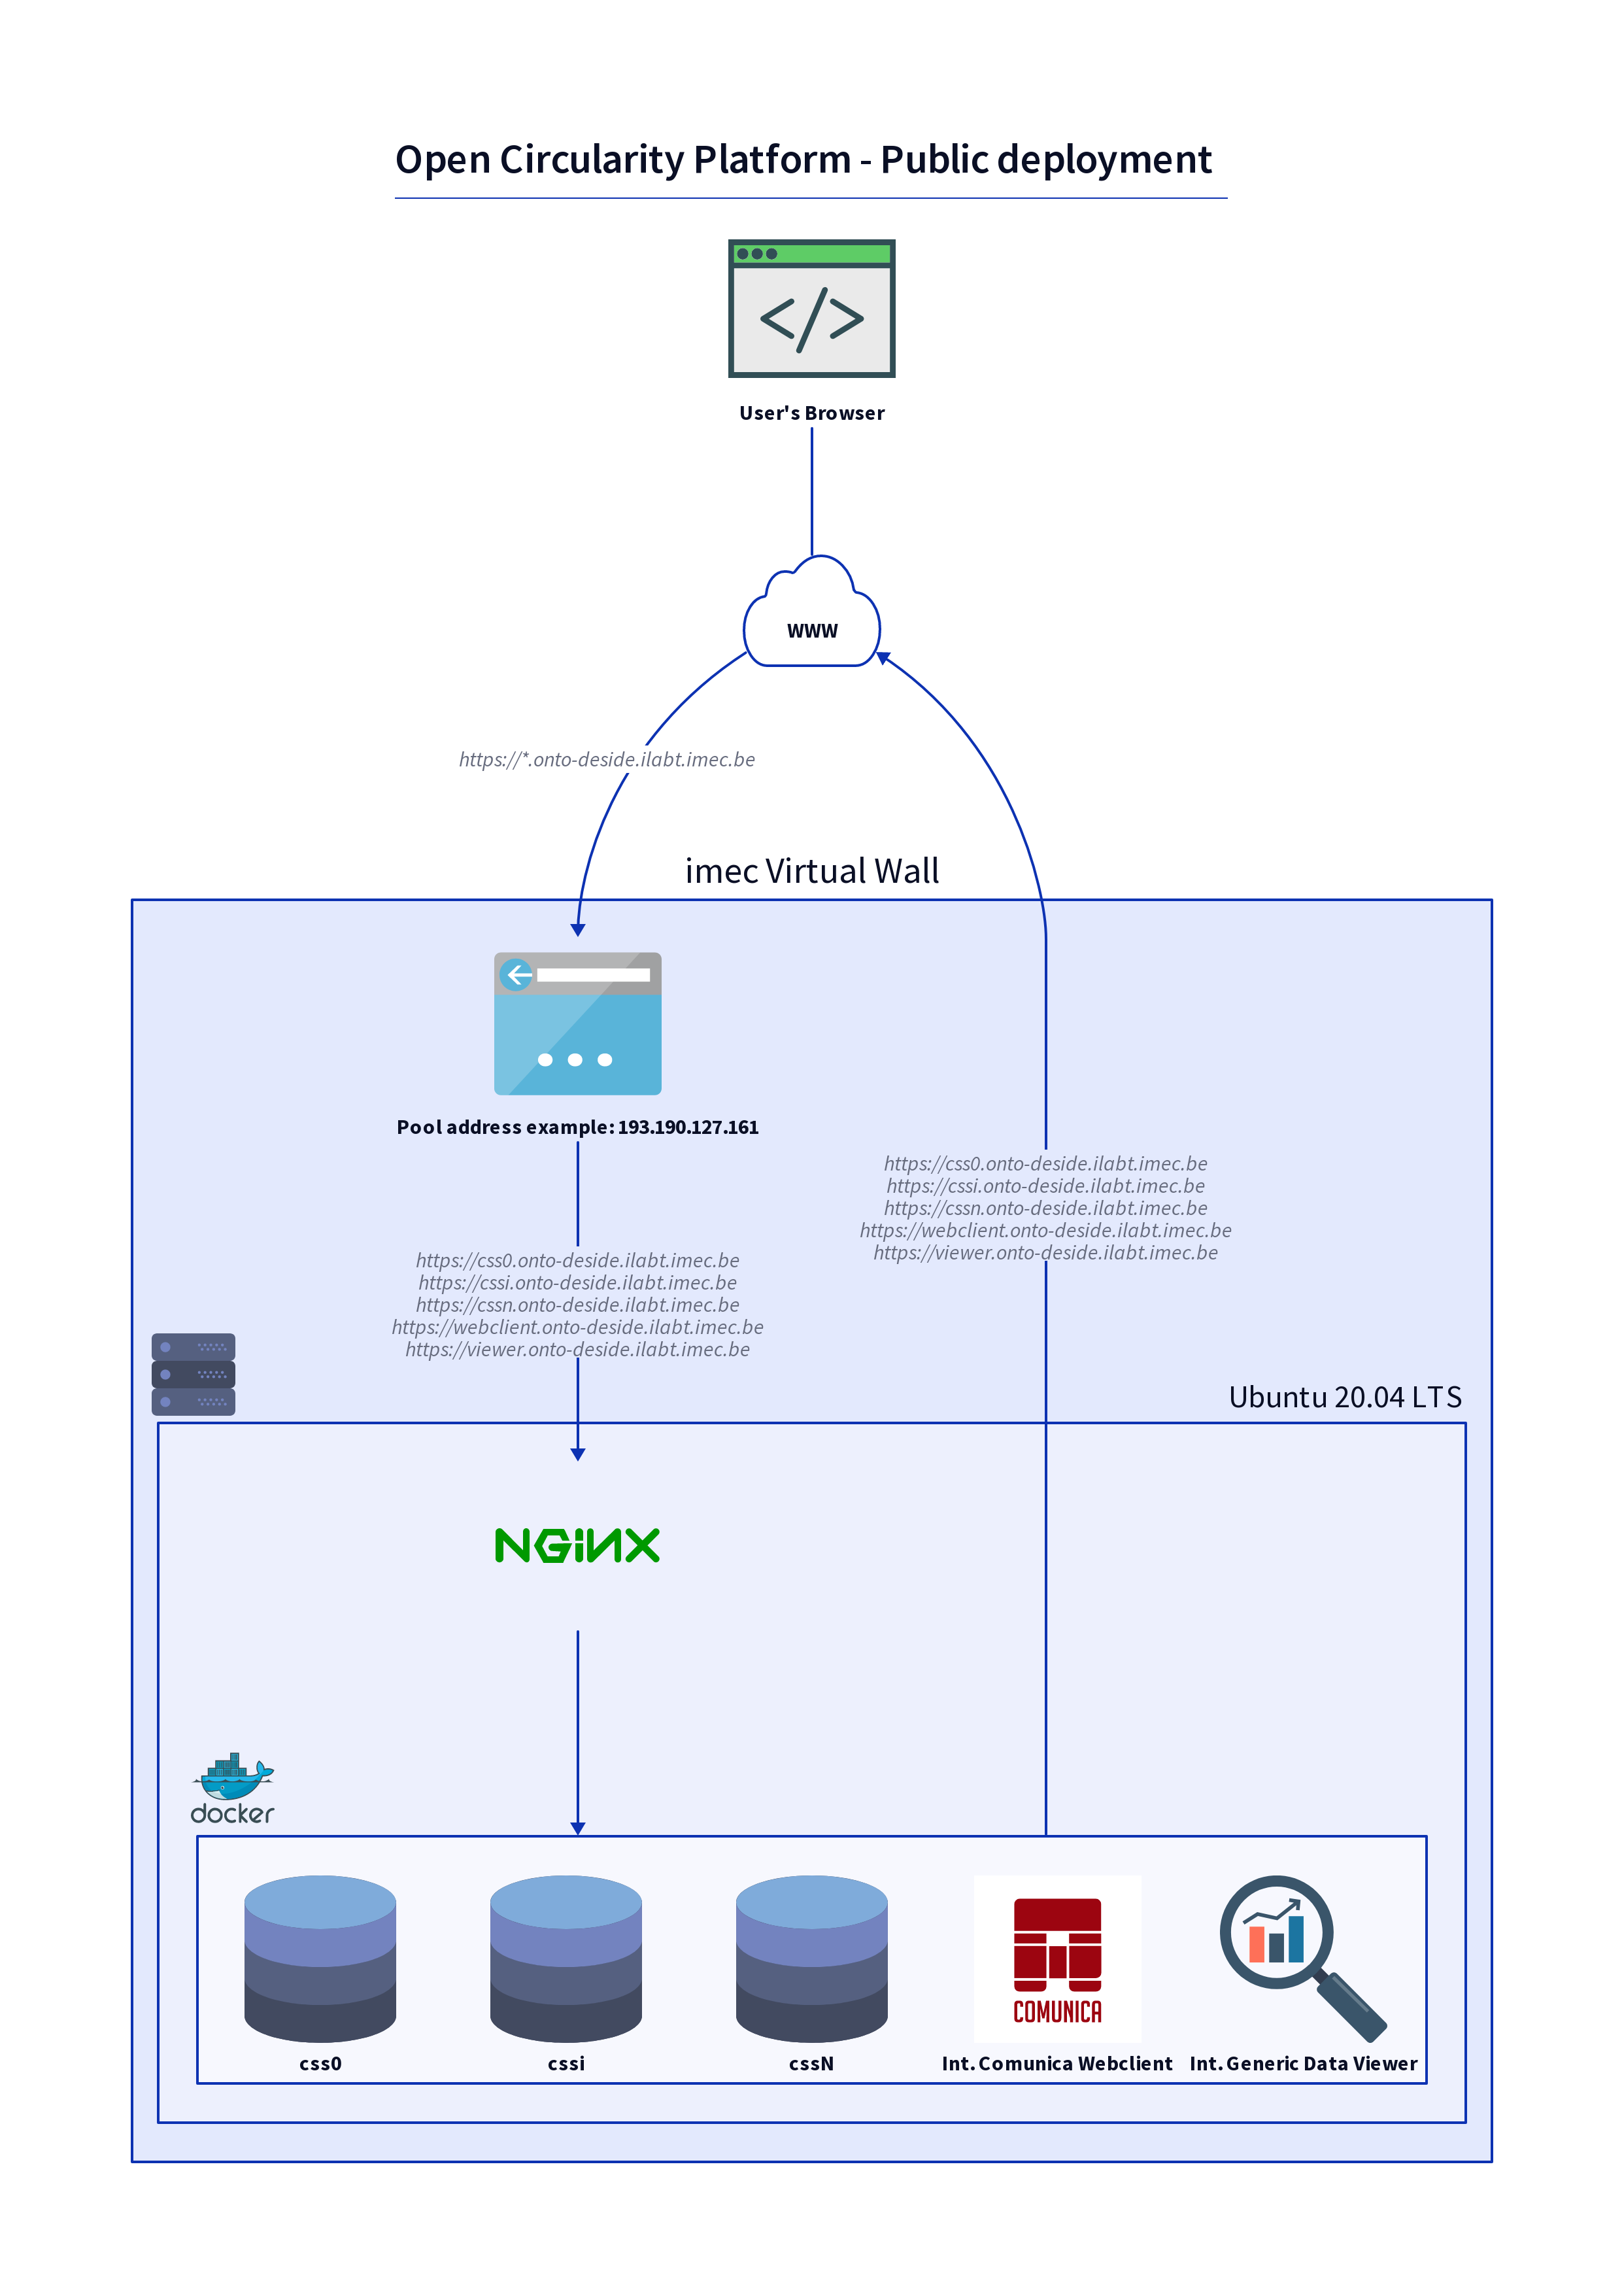 Open Circularity Platform - Public deployment
</>
User's Browser
www
https://*.onto-deside.ilabt.imec.be
imec Virtual Wall
Pool address example: 193.190.127.161
https://css0.onto-deside.ilabt.imec.be
https://cssi.onto-deside.ilabt.imec.be
https://cssn.onto-deside.ilabt.imec.be
https://webclient.onto-deside.ilabt.imec.be
https://viewer.onto-deside.ilabt.imec.be
https://css0.onto-deside.ilabt.imec.be
https://cssi.onto-deside.ilabt.imec.be
https://cssn.onto-deside.ilabt.imec.be
https://webclient.onto-deside.ilabt.imec.be
https://viewer.onto-deside.ilabt.imec.be
Ubuntu 20.04 LTS
NGiNX
docker
COMUNICA
css0
cssi
cssN
Int. Comunica Webclient
Int. Generic Data Viewer